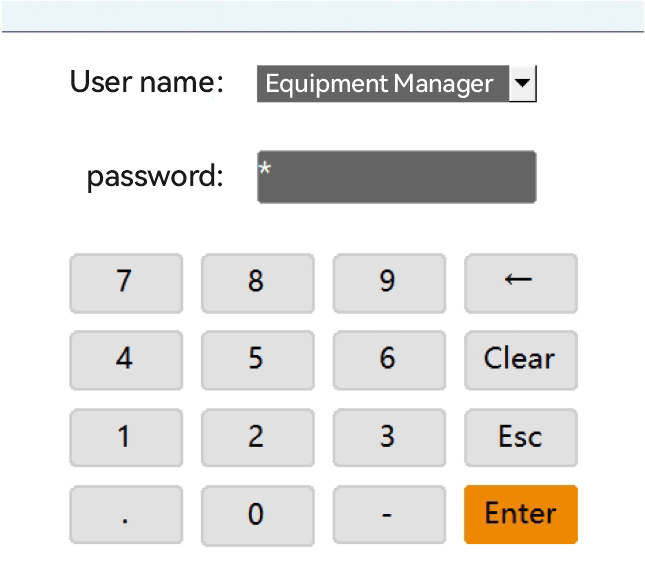 User name: Equipment Manager
password: *
7 8 9 ←
4 5 6 Clear
1 2 3 Esc
. 0 - Enter